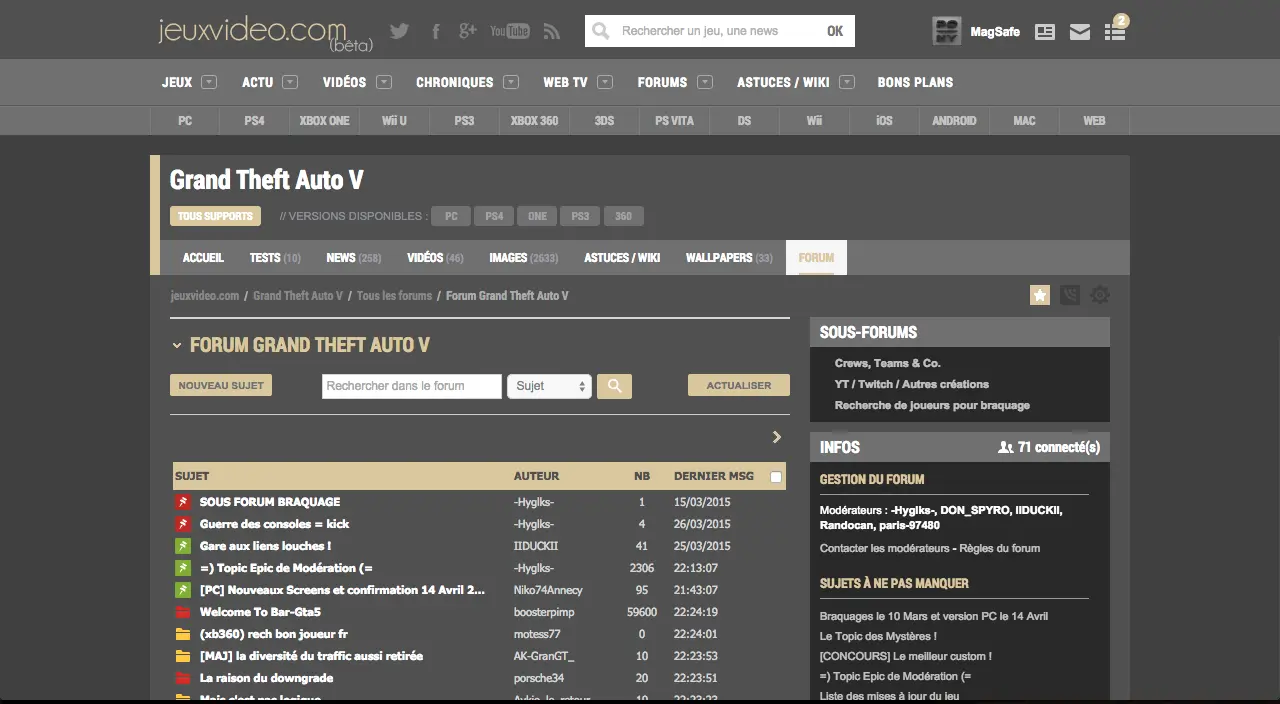 jeuxvideo.com
(bêta)
You Tube
Rechercher un jeu, une news OK
MagSafe
2
JEUX ACTU VIDÉOS CHRONIQUES WEB TV FORUMS ASTUCES / WIKI BONS PLANS
PC PS4 XBOX ONE Wii U PS3 XBOX 360 3DS PS VITA DS Wii iOS ANDROID MAC WEB
Grand Theft Auto V
TOUS SUPPORTS // VERSIONS DISPONIBLES : PC PS4 ONE PS3 360
ACCUEIL TESTS (10) NEWS (258) VIDÉOS (46) IMAGES (2533) ASTUCES / WIKI WALLPAPERS (33) FORUM
jeuxvideo.com / Grand Theft Auto V / Tous les forums / Forum Grand Theft Auto V
FORUM GRAND THEFT AUTO V
NOUVEAU SUJET Rechercher dans le forum Sujet ACTUALISER
SUJET AUTEUR NB DERNIER MSG
SOUS FORUM BRAQUAGE -Hyglks- 1 15/03/2015
Guerre des consoles = kick -Hyglks- 4 26/03/2015
Gare aux liens louches ! IIDUCKII 41 25/03/2015
=) Topic Epic de Modération (= -Hyglks- 2306 22:13:07
[PC] Nouveaux Screens et confirmation 14 Avril 2... Niko74Annecy 95 21:43:07
Welcome To Bar-Gta5 boosterpimp 59600 22:24:19
(xb360) rech bon joueur fr motess77 0 22:24:01
[MAJ] la diversité du traffic aussi retirée AK-GranGT_ 10 22:23:53
La raison du downgrade porsche34 20 22:23:51
SOUS-FORUMS
Crews, Teams & Co.
YT / Twitch / Autres créations
Recherche de joueurs pour braquage
INFOS 71 connecté(s)
GESTION DU FORUM
Modérateurs : -Hyglks-, DON_SPYRO, IIDUCKII,
Randocan, paris-97480
Contacter les modérateurs - Règles du forum
SUJETS À NE PAS MANQUER
Braquages le 10 Mars et version PC le 14 Avril
Le Topic des Mystères !
[CONCOURS] Le meilleur custom !
=) Topic Epic de Modération (=
Liste des mises à jour du jeu